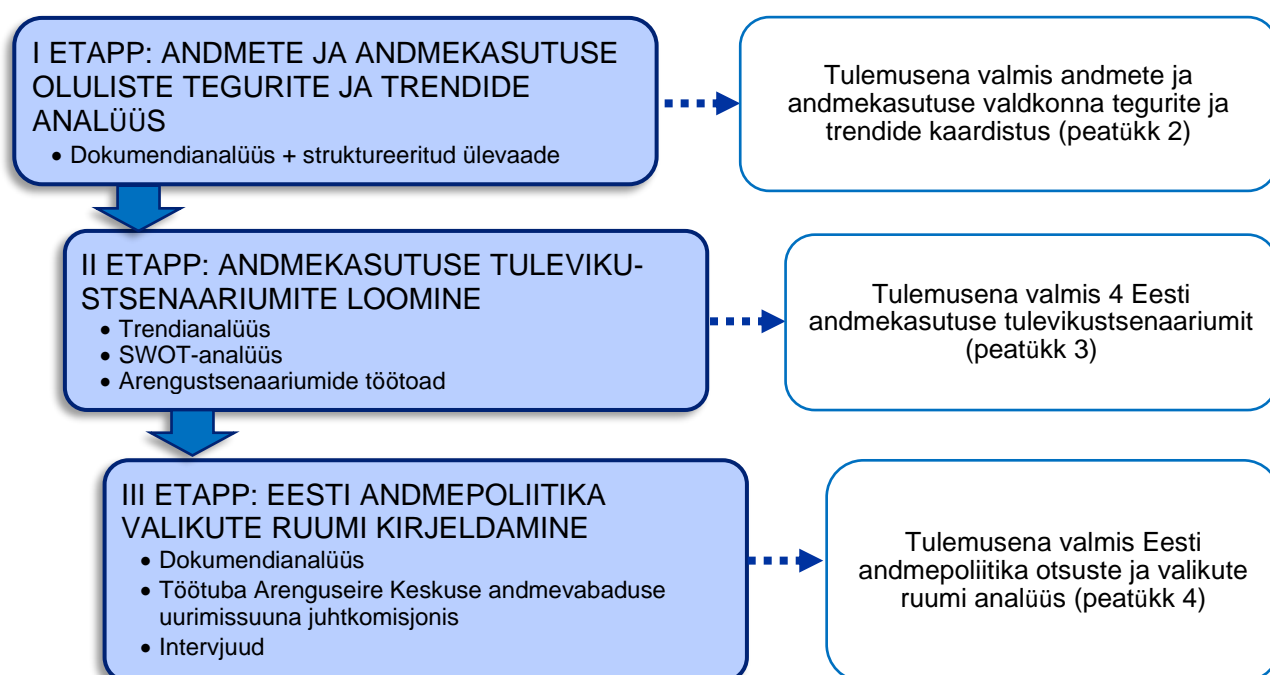 I ETAPP: ANDMETE JA ANDMEKASUTUSE
OLULISTE TEGURITE JA TRENDIDE
ANALÜÜS
• Dokumendianalüüs + struktureeritud ülevaade
Tulemusena valmis andmete ja
andmekasutuse valdkonna tegurite ja
trendide kaardistus (peatükk 2)
II ETAPP: ANDMEKASUTUSE TULEVIKU-
STSENAARIUMITE LOOMINE
• Trendianalüüs
• SWOT-analüüs
• Arengustsenaariumide töötoad
Tulemusena valmis 4 Eesti
andmekasutuse tulevikustsenaariumit
(peatükk 3)
III ETAPP: EESTI ANDMEPOLIITIKA
VALIKUTE RUUMI KIRJELDAMINE
• Dokumendianalüüs
• Töötuba Arenguseire Keskuse andmevabaduse
uurimissuuna juhtkomisjonis
• Intervjuud
Tulemusena valmis Eesti
andmepoliitika otsuste ja valikute
ruumi analüüs (peatükk 4)